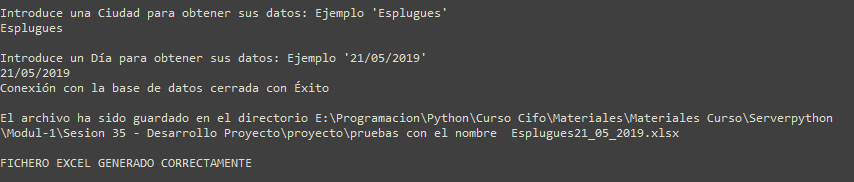 Introduce una Ciudad para obtener sus datos: Ejemplo 'Esplugues'
Esplugues
Introduce un Día para obtener sus datos: Ejemplo '21/05/2019'
21/05/2019
Conexión con la base de datos cerrada con Éxito
El archivo ha sido guardado en el directorio E:\Programacion\Python\Curso Cifo\Materiales\Materiales Curso\Serverpython
\Modul-1\Sesion 35 - Desarrollo Proyecto\proyecto\pruebas con el nombre  Esplugues21_05_2019.xlsx
FICHERO EXCEL GENERADO CORRECTAMENTE